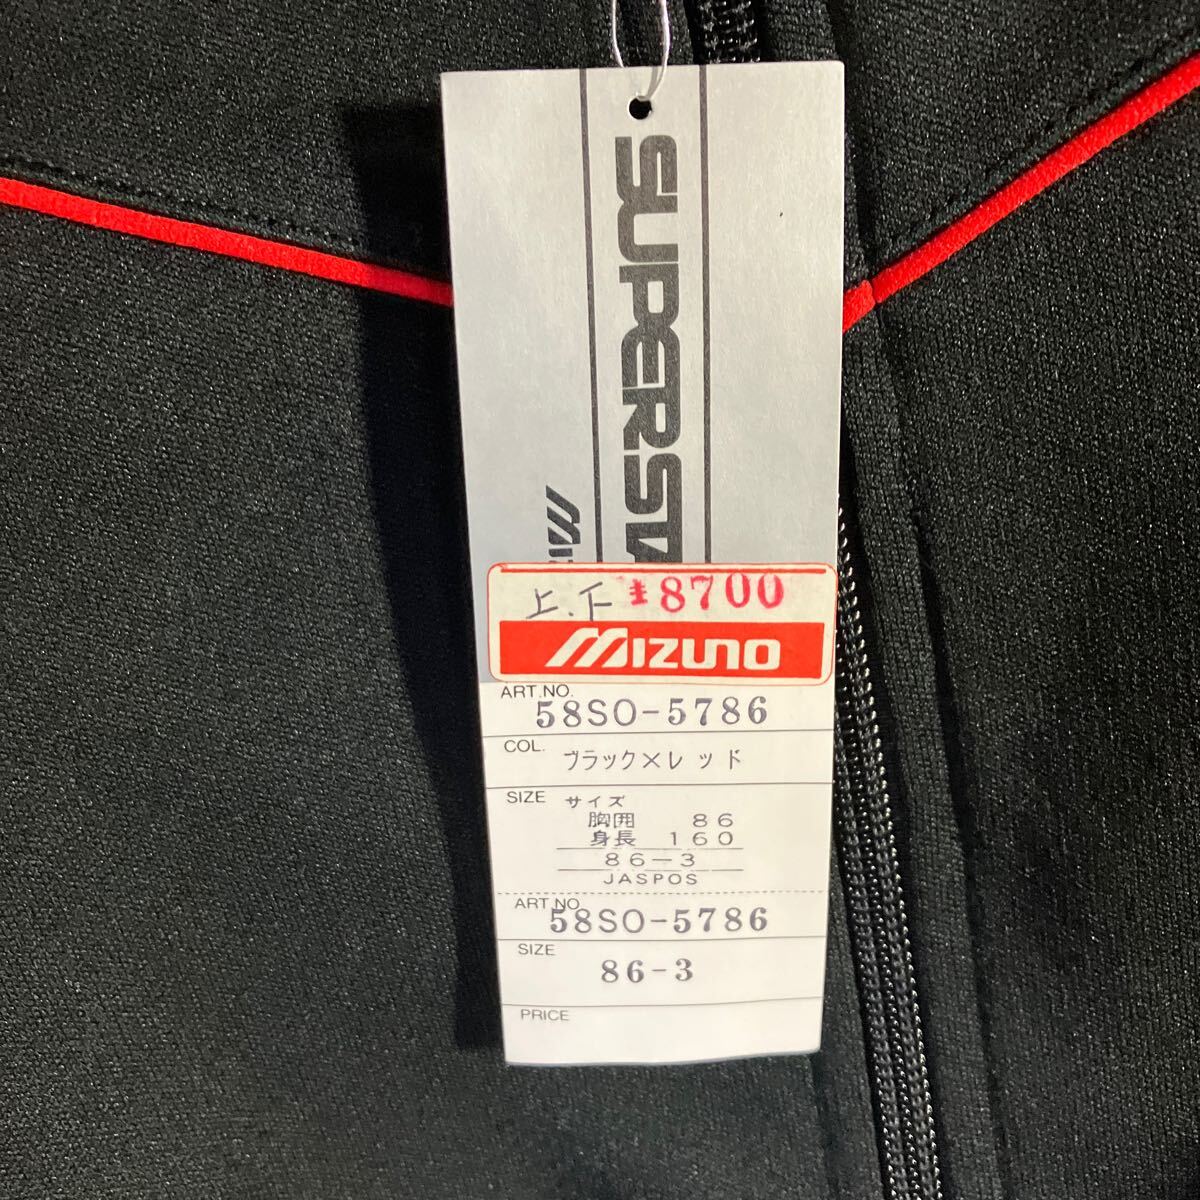 SUPERSTA
上.下 ¥8700
MIZUNO
ART.NO.
58SO-5786
COL.
ブラック×レッド
SIZE サイズ
胸囲 86
身長 160
86-3
JASPOS
ART NO
58SO-5786
SIZE
86-3
PRICE